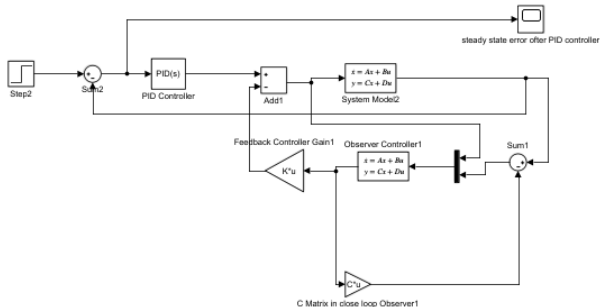 steady state error ofter PID controller
Step2
Sum2
PID(s)
PID Controller
+
−
Add1
ẋ = Ax + Bu
y = Cx + Du
System Model2
Feedback Controller Gain1
K*u
Observer Controller1
ẋ = Ax + Bu
y = Cx + Du
Sum1
C*u
C Matrix in close loop Observer1